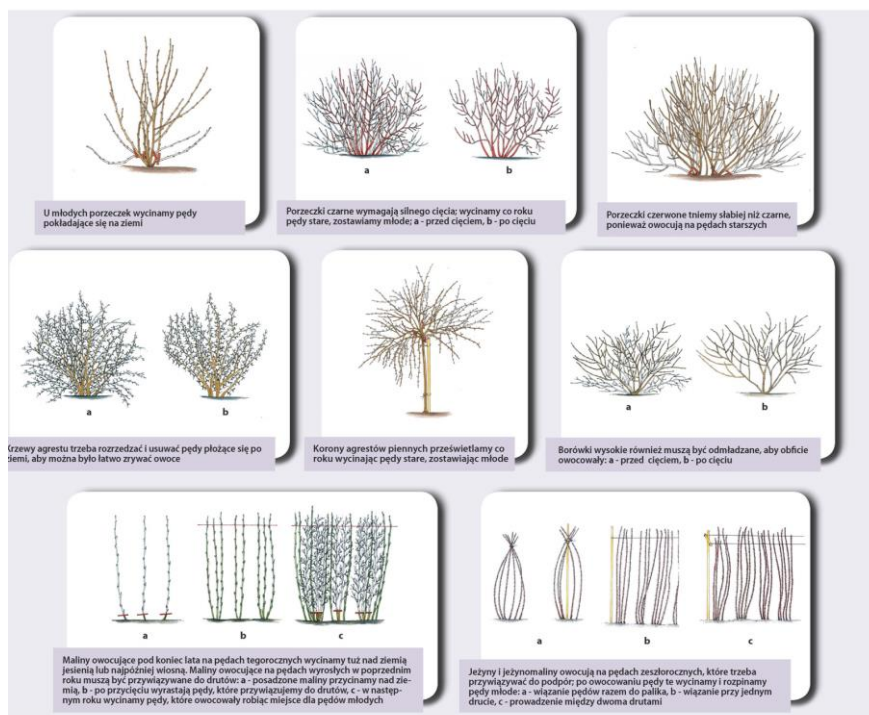 U młodych porzeczek wycinamy pędy
pokładające się na ziemi
a
b
Porzeczki czarne wymagają silnego cięcia; wycinamy co roku
pędy stare, zostawiamy młode; a - przed cięciem, b - po cięciu
Porzeczki czerwone tniemy słabiej niż czarne,
ponieważ owocują na pędach starszych
a
b
Krzewy agrestu trzeba rozrzedzać i usuwać pędy płożące się po
ziemi, aby można było łatwo zrywać owoce
Korony agrestów piennych prześwietlamy co
roku wycinając pędy stare, zostawiając młode
a
b
Borówki wysokie również muszą być odmładzane, aby obficie
owocowały: a - przed cięciem, b - po cięciu
a
b
c
Maliny owocujące pod koniec lata na pędach tegorocznych wycinamy tuż nad ziemią
jesienią lub najpóźniej wiosną. Maliny owocujące na pędach wyrosłych w poprzednim
roku muszą być przywiązywane do drutów: a - posadzone maliny przycinamy nad zie-
mią, b - po przycięciu wyrastają pędy, które przywiązujemy do drutów, c - w następ-
nym roku wycinamy pędy, które owocowały robiąc miejsce dla pędów młodych
a
b
c
Jeżyny i jeżynomaliny owocują na pędach zeszłorocznych, które trzeba
przywiązywać do podpór; po owocowaniu pędy te wycinamy i rozpinamy
pędy młode: a - wiązanie pędów razem do palika, b - wiązanie przy jednym
drucie, c - prowadzenie między dwoma drutami